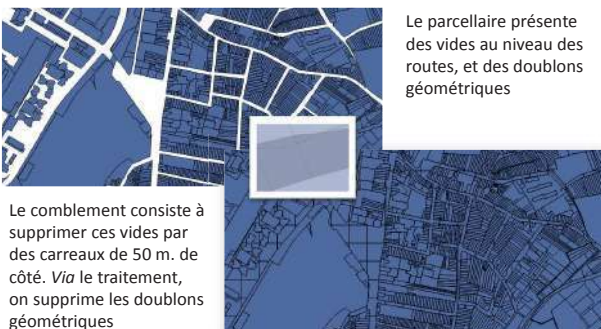 Le parcellaire présente
des vides au niveau des
routes, et des doublons
géométriques
Le comblement consiste à
supprimer ces vides par
des carreaux de 50 m. de
côté. Via le traitement,
on supprime les doublons
géométriques